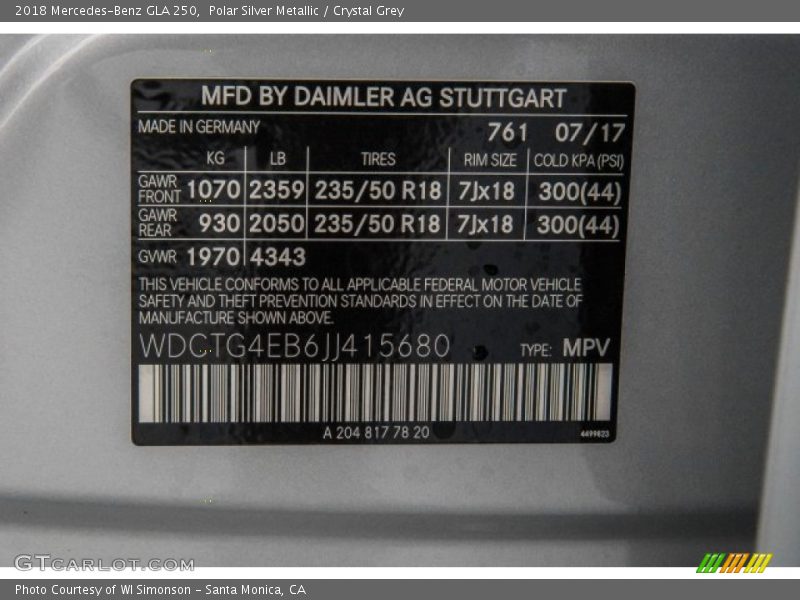 2018 Mercedes-Benz GLA 250, Polar Silver Metallic / Crystal Grey
MFD BY DAIMLER AG STUTTGART
MADE IN GERMANY 761 07/17
KG LB TIRES RIM SIZE COLD KPA (PSI)
GAWR FRONT 1070 2359 235/50 R18 7Jx18 300(44)
GAWR REAR 930 2050 235/50 R18 7Jx18 300(44)
GVWR 1970 4343
THIS VEHICLE CONFORMS TO ALL APPLICABLE FEDERAL MOTOR VEHICLE
SAFETY AND THEFT PREVENTION STANDARDS IN EFFECT ON THE DATE OF
MANUFACTURE SHOWN ABOVE.
WDCTG4EB6JJ415680 TYPE: MPV
A 204 817 78 20 4499823
GTCARLOT.COM
Photo Courtesy of WI Simonson - Santa Monica, CA